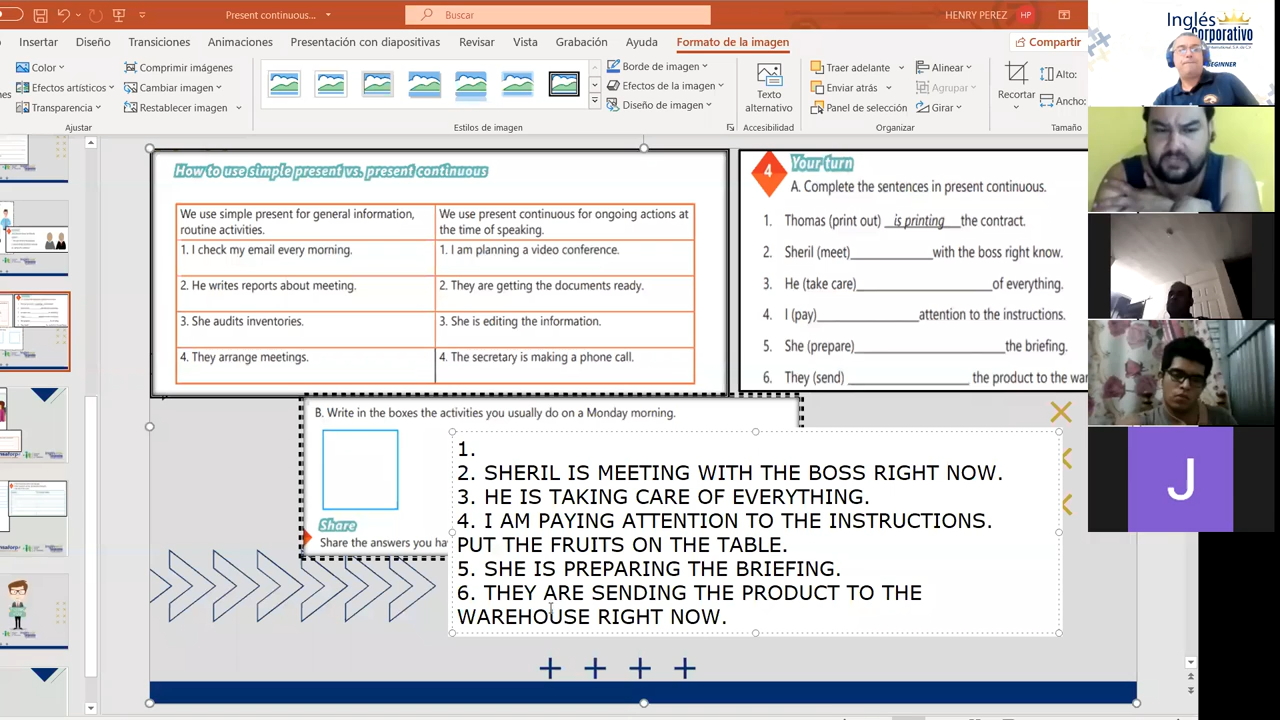 Present continuous...
Buscar
HENRY PEREZ
HP
Insertar
Diseño
Transiciones
Animaciones
Presentación con diapositivas
Revisar
Vista
Grabación
Ayuda
Formato de la imagen
Compartir
Color
Efectos artísticos
Transparencia
Comprimir imágenes
Cambiar imagen
Restablecer imagen
Ajustar
Estilos de imagen
Borde de imagen
Efectos de la imagen
Diseño de imagen
Texto alternativo
Accesibilidad
Traer adelante
Enviar atrás
Panel de selección
Alinear
Agrupar
Girar
Organizar
Recortar
Alto:
Ancho:
Tamaño
Inglés
Corporativo
BEGINNER
How to use simple present vs. present continuous
We use simple present for general information, routine activities.
We use present continuous for ongoing actions at the time of speaking.
1. I check my email every morning.
1. I am planning a video conference.
2. He writes reports about meeting.
2. They are getting the documents ready.
3. She audits inventories.
3. She is editing the information.
4. They arrange meetings.
4. The secretary is making a phone call.
4
Your turn
A. Complete the sentences in present continuous.
1. Thomas (print out) __is printing___the contract.
2. Sheril (meet)______________with the boss right know.
3. He (take care)_______________________of everything.
4. I (pay)_________________attention to the instructions.
5. She (prepare)_________________________the briefing.
6. They (send) ____________________ the product to the
B. Write in the boxes the activities you usually do on a Monday morning.
Share
Share the answers you
1.
2. SHERIL IS MEETING WITH THE BOSS RIGHT NOW.
3. HE IS TAKING CARE OF EVERYTHING.
4. I AM PAYING ATTENTION TO THE INSTRUCTIONS.
PUT THE FRUITS ON THE TABLE.
5. SHE IS PREPARING THE BRIEFING.
6. THEY ARE SENDING THE PRODUCT TO THE
WAREHOUSE RIGHT NOW.
J